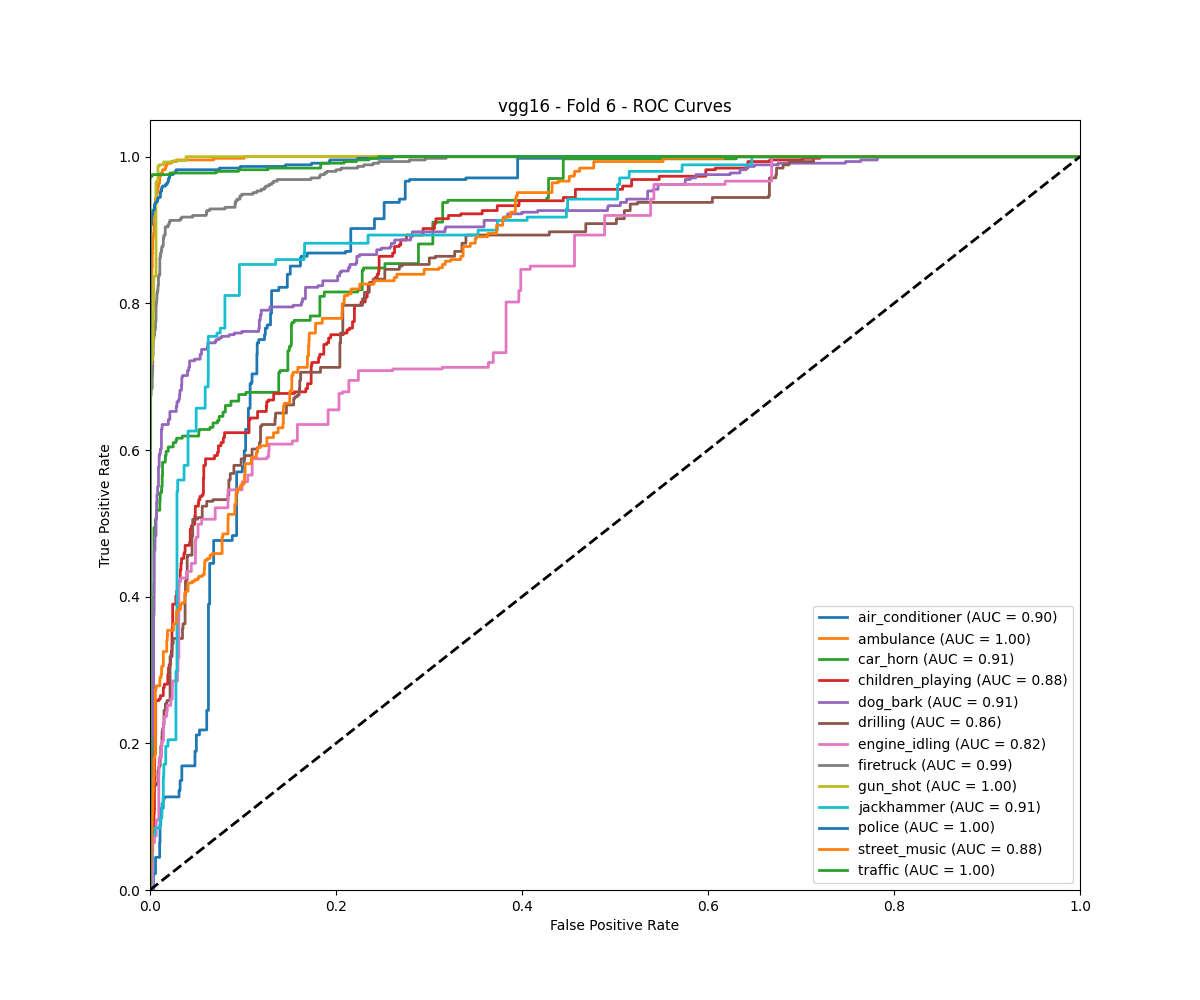 vgg16 - Fold 6 - ROC Curves
True Positive Rate
1.0
0.8
0.6
0.4
0.2
0.0
air_conditioner (AUC = 0.90)
ambulance (AUC = 1.00)
car_horn (AUC = 0.91)
children_playing (AUC = 0.88)
dog_bark (AUC = 0.91)
drilling (AUC = 0.86)
engine_idling (AUC = 0.82)
firetruck (AUC = 0.99)
gun_shot (AUC = 1.00)
jackhammer (AUC = 0.91)
police (AUC = 1.00)
street_music (AUC = 0.88)
traffic (AUC = 1.00)
0.0 0.2 0.4 0.6 0.8 1.0
False Positive Rate